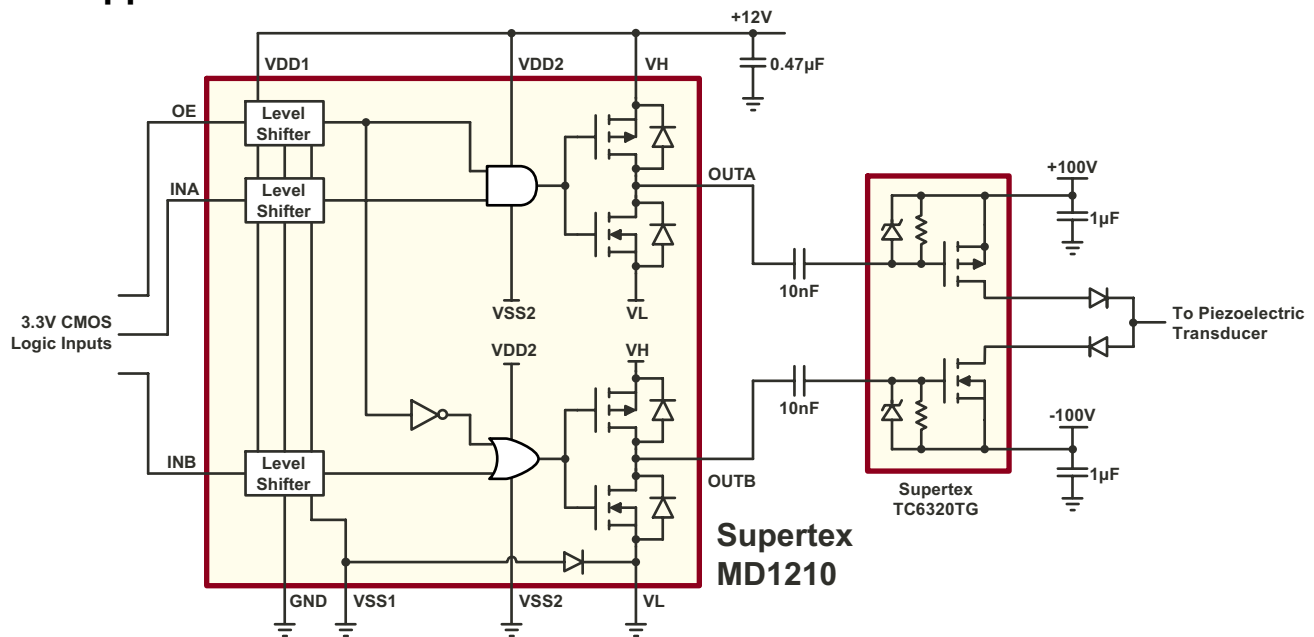 +12V
VDD1
VDD2
VH
0.47µF
OE
Level
Shifter
INA
Level
Shifter
OUTA
+100V
1µF
10nF
VSS2
VL
3.3V CMOS
Logic Inputs
To Piezoelectric
Transducer
VDD2
VH
10nF
-100V
INB
Level
Shifter
OUTB
1µF
Supertex
TC6320TG
Supertex
MD1210
GND
VSS1
VSS2
VL